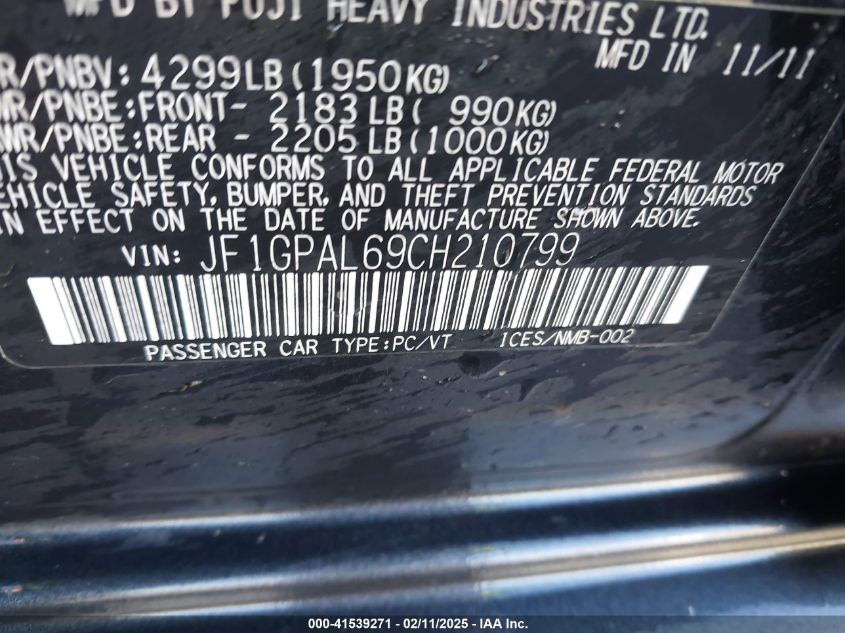 MFD BY FUJI HEAVY INDUSTRIES LTD.
MFD IN 11/11
R/PNBV: 4299LB(1950KG)
WR/PNBE:FRONT- 2183LB( 990KG)
AWR/PNBE:REAR - 2205LB(1000KG)
HIS VEHICLE CONFORMS TO ALL APPLICABLE FEDERAL MOTOR
EHICLE SAFETY, BUMPER, AND THEFT PREVENTION STANDARDS
IN EFFECT ON THE DATE OF MANUFACTURE SHOWN ABOVE.
VIN: JF1GPAL69CH210799
PASSENGER CAR TYPE:PC/VT ICES/NMB-002
000-41539271 - 02/11/2025 - IAA Inc.